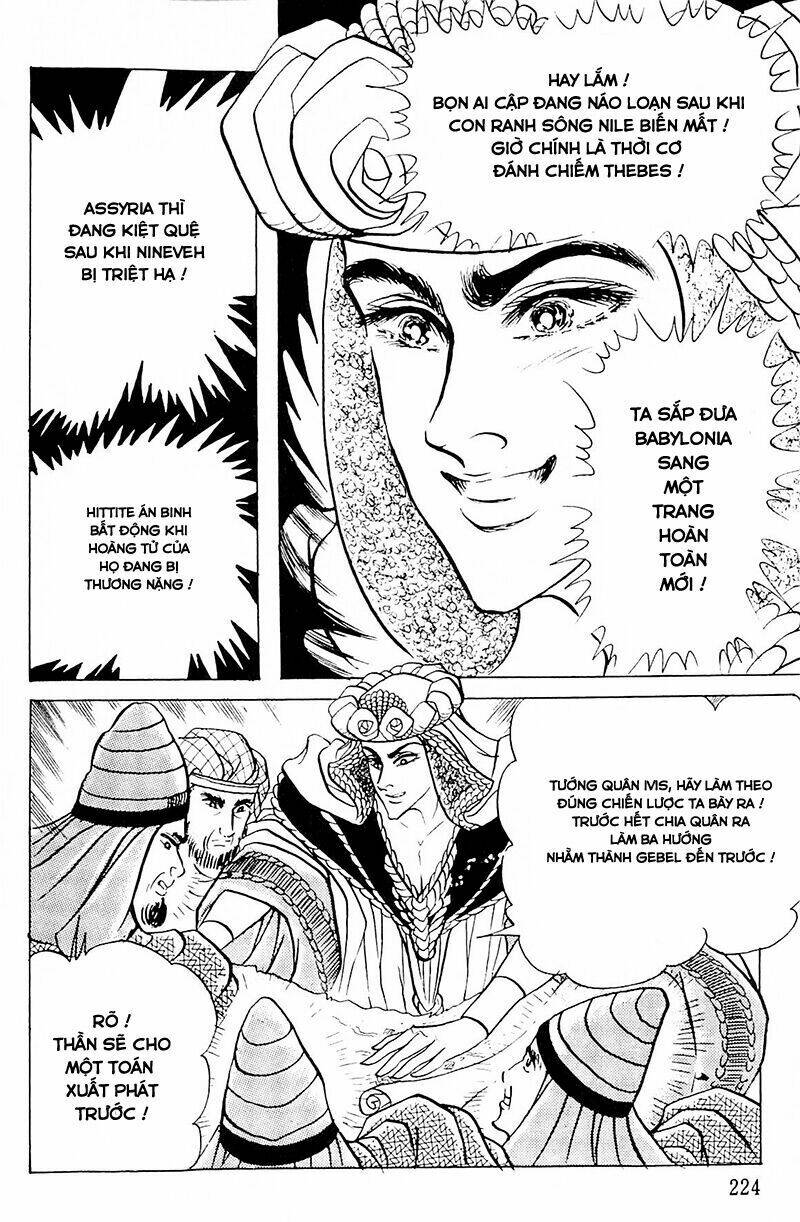 HAY LẮM !
BỌN AI CẬP ĐANG NÁO LOẠN SAU KHI
CON RANH SÔNG NILE BIẾN MẤT !
GIỜ CHÍNH LÀ THỜI CƠ
ĐÁNH CHIẾM THEBES !
ASSYRIA THÌ
ĐANG KIỆT QUỆ
SAU KHI NINEVEH
BỊ TRIỆT HẠ !
HITTITE ÁN BINH
BẤT ĐỘNG KHI
HOÀNG TỬ CỦA
HỌ ĐANG BỊ
THƯƠNG NẶNG !
TA SẮP ĐƯA
BABYLONIA
SANG
MỘT
TRANG
HOÀN
TOÀN
MỚI !
TƯỚNG QUÂN IVIS, HÃY LÀM THEO
ĐÚNG CHIẾN LƯỢC TA BÀY RA !
TRƯỚC HẾT CHIA QUÂN RA
LÀM BA HƯỚNG
NHẰM THÀNH GEBEL ĐẾN TRƯỚC !
RÕ !
THẦN SẼ CHO
MỘT TOÁN
XUẤT PHÁT
TRƯỚC !
224